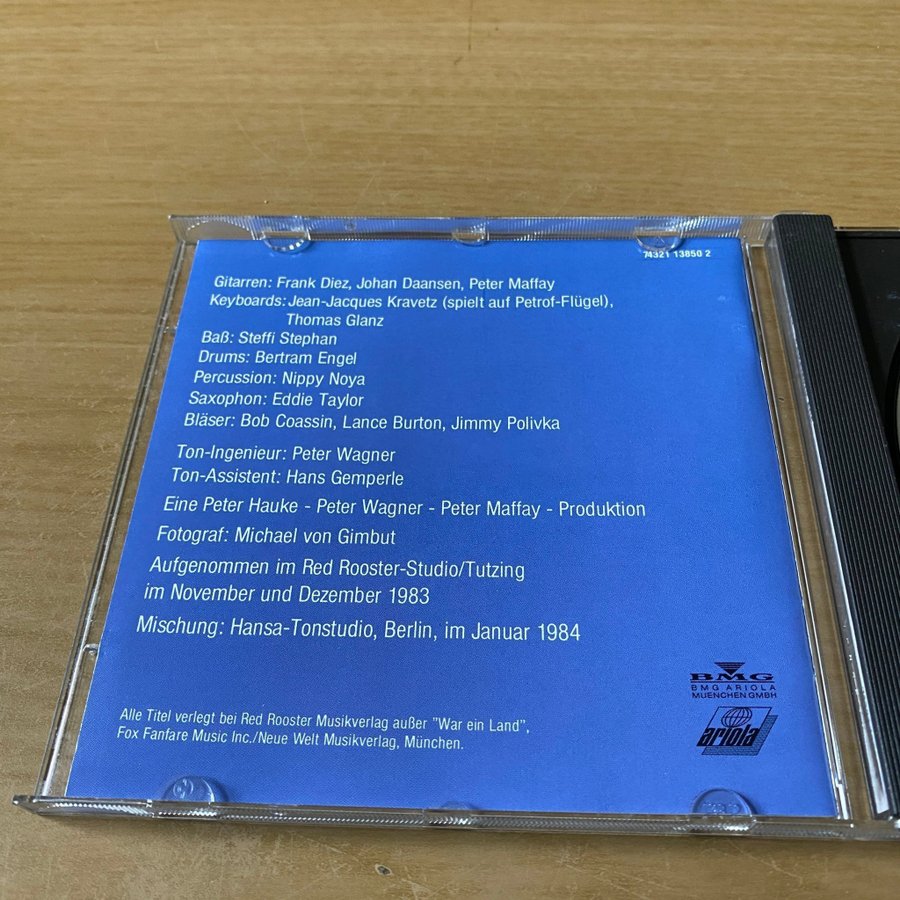 74321 13850 2
Gitarren: Frank Diez, Johan Daansen, Peter Maffay
Keyboards: Jean-Jacques Kravetz (spielt auf Petrof-Flügel),
Thomas Glanz
Baß: Steffi Stephan
Drums: Bertram Engel
Percussion: Nippy Noya
Saxophon: Eddie Taylor
Bläser: Bob Coassin, Lance Burton, Jimmy Polivka
Ton-Ingenieur: Peter Wagner
Ton-Assistent: Hans Gemperle
Eine Peter Hauke - Peter Wagner - Peter Maffay - Produktion
Fotograf: Michael von Gimbut
Aufgenommen im Red Rooster-Studio/Tutzing
im November und Dezember 1983
Mischung: Hansa-Tonstudio, Berlin, im Januar 1984
BMG
BMG ARIOLA
MUENCHEN GMBH
ariola
Alle Titel verlegt bei Red Rooster Musikverlag außer "War ein Land",
Fox Fanfare Music Inc./Neue Welt Musikverlag, München.